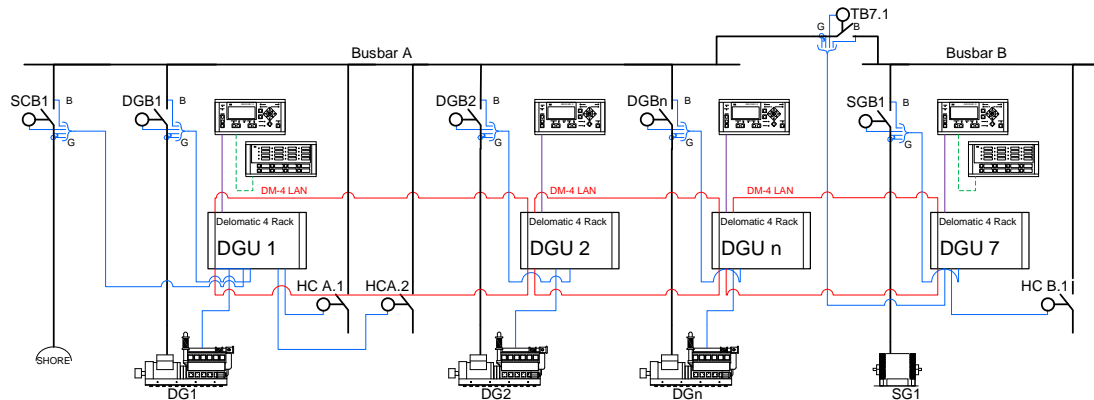 TB7.1
G
B
Busbar A
Busbar B
SCB1
B
G
DGB1
B
G
DGB2
B
G
DGBn
B
G
SGB1
B
G
DM-4 LAN
DM-4 LAN
DM-4 LAN
Delomatic 4 Rack
DGU 1
Delomatic 4 Rack
DGU 2
Delomatic 4 Rack
DGU n
Delomatic 4 Rack
DGU 7
HC A.1
HCA.2
HC B.1
SHORE
DG1
DG2
DGn
SG1